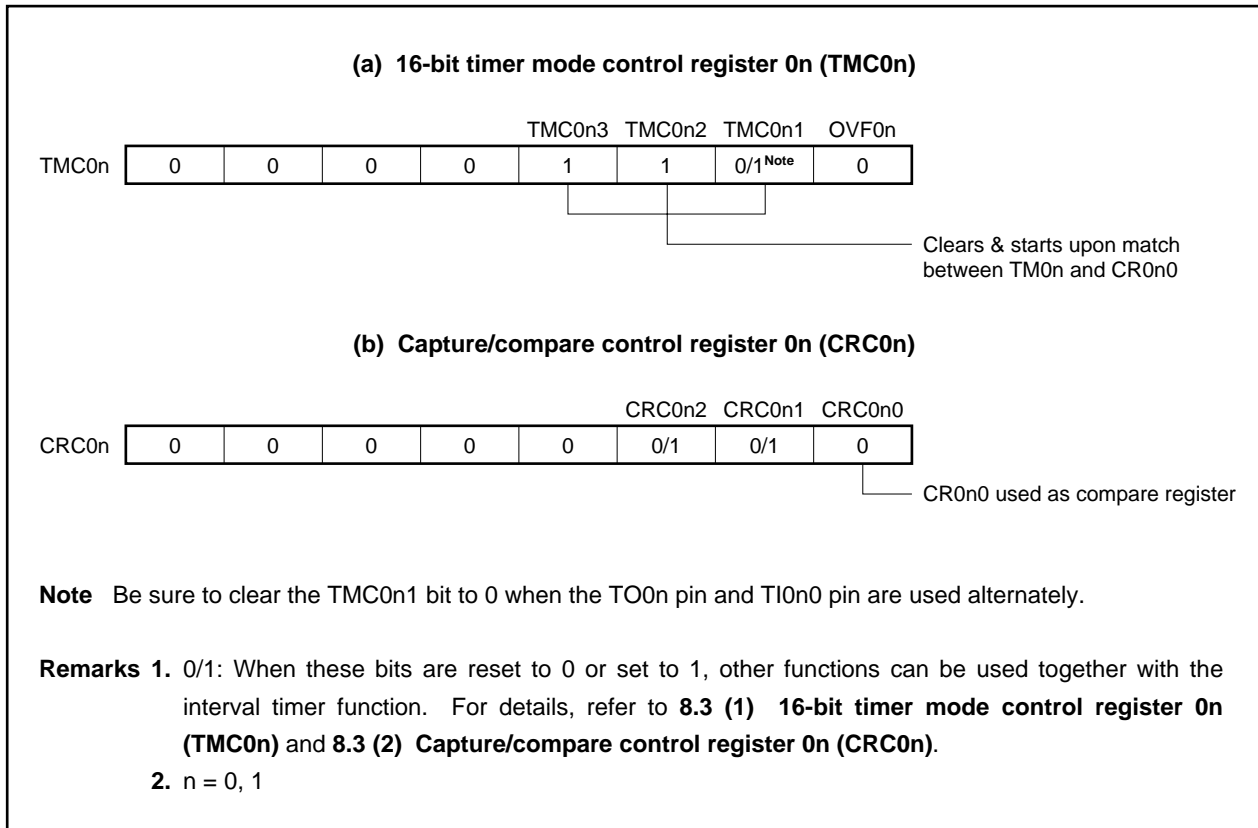 (a) 16-bit timer mode control register 0n (TMC0n)
TMC0n3 TMC0n2 TMC0n1 OVF0n
TMC0n 0 0 0 0 1 1 0/1Note 0
Clears & starts upon match
between TM0n and CR0n0
(b) Capture/compare control register 0n (CRC0n)
CRC0n2 CRC0n1 CRC0n0
CRC0n 0 0 0 0 0 0/1 0/1 0
CR0n0 used as compare register
Note Be sure to clear the TMC0n1 bit to 0 when the TO0n pin and TI0n0 pin are used alternately.
Remarks 1. 0/1: When these bits are reset to 0 or set to 1, other functions can be used together with the
interval timer function. For details, refer to 8.3 (1) 16-bit timer mode control register 0n
(TMC0n) and 8.3 (2) Capture/compare control register 0n (CRC0n).
2. n = 0, 1